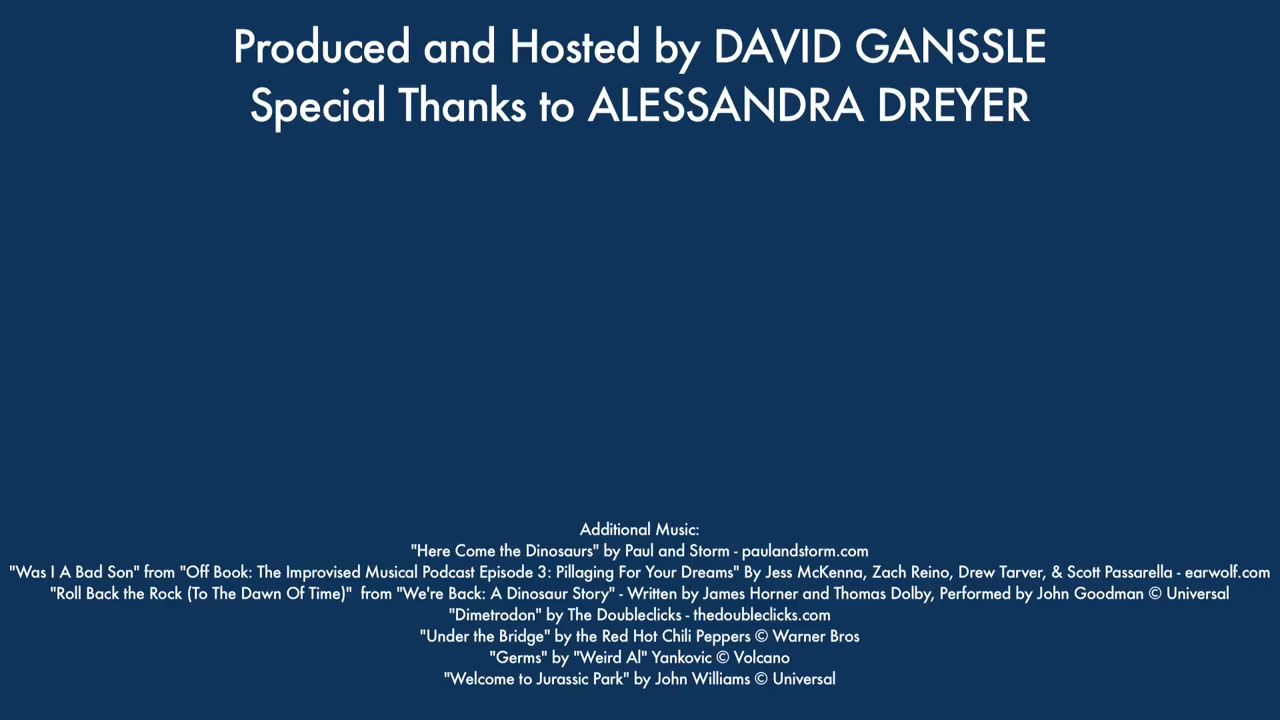 Produced and Hosted by DAVID GANSSLE
Special Thanks to ALESSANDRA DREYER
Additional Music:
"Here Come the Dinosaurs" by Paul and Storm - paulandstorm.com
"Was I A Bad Son" from "Off Book: The Improvised Musical Podcast Episode 3: Pillaging For Your Dreams" By Jess McKenna, Zach Reino, Drew Tarver, & Scott Passarella - earwolf.com
"Roll Back the Rock (To The Dawn Of Time)"  from "We're Back: A Dinosaur Story" - Written by James Horner and Thomas Dolby, Performed by John Goodman © Universal
"Dimetrodon" by The Doubleclicks - thedoubleclicks.com
"Under the Bridge" by the Red Hot Chili Peppers © Warner Bros
"Germs" by "Weird Al" Yankovic © Volcano
"Welcome to Jurassic Park" by John Williams © Universal